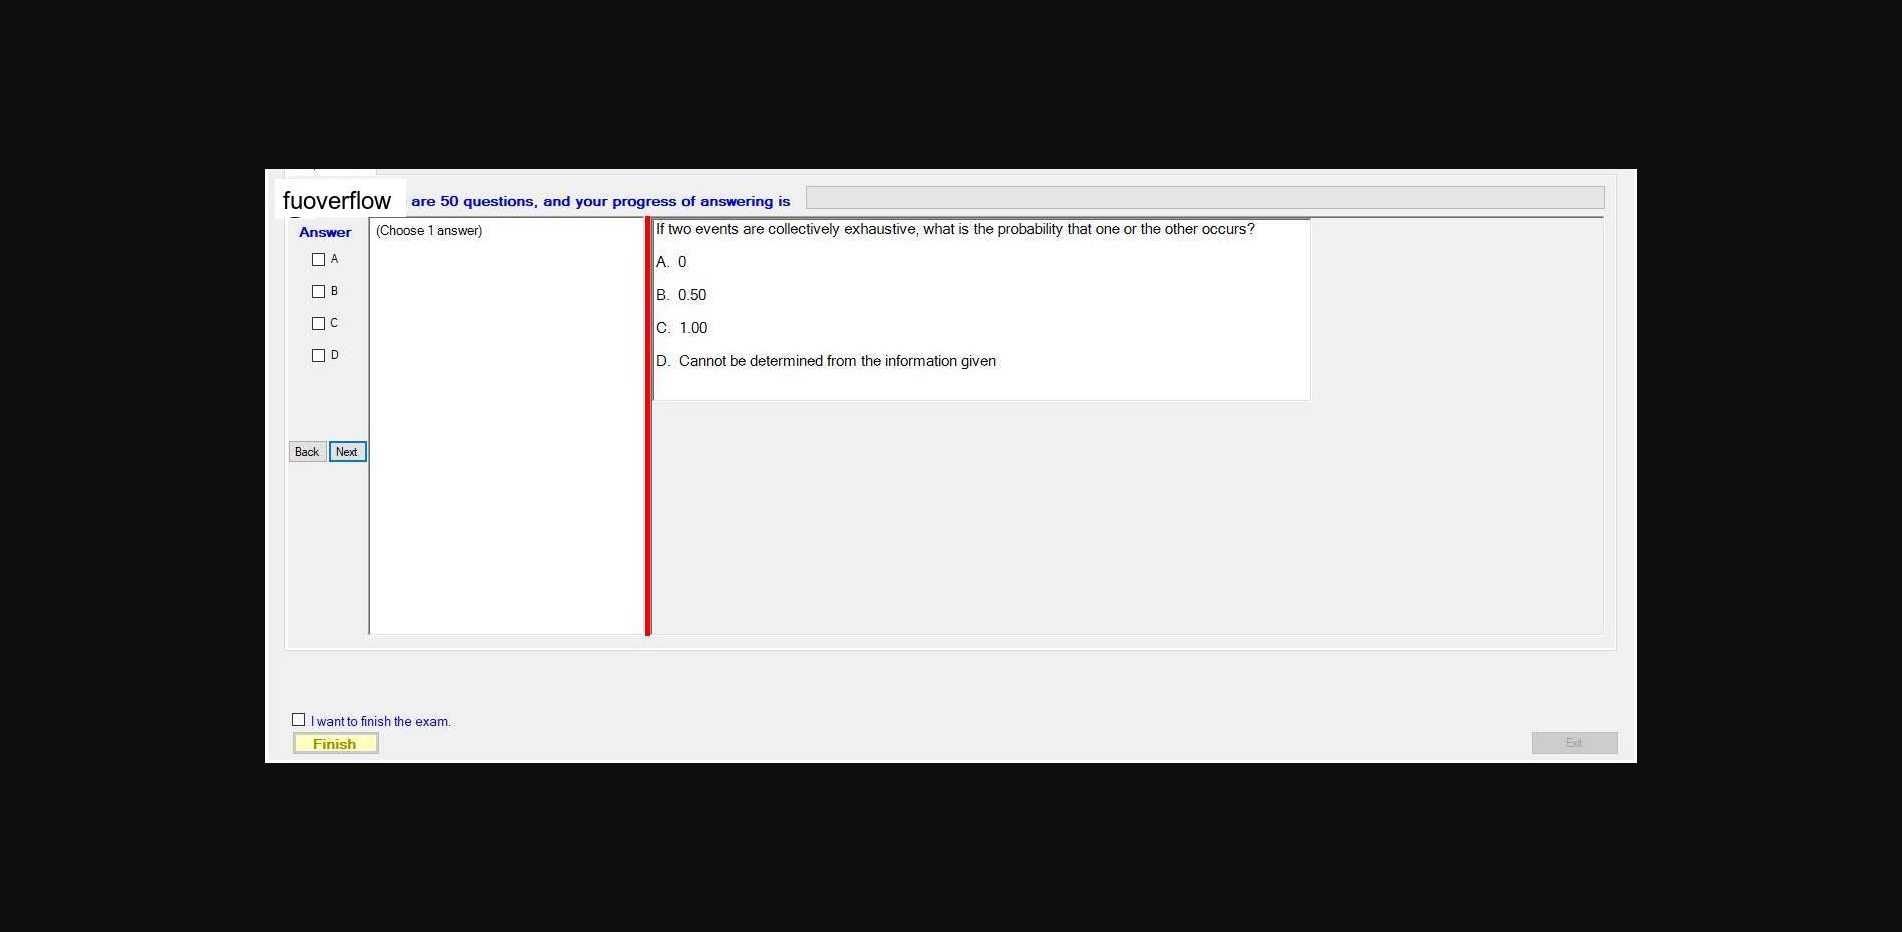 fuoverflow are 50 questions, and your progress of answering is
Answer
(Choose 1 answer)
A
B
C
D
Back Next
If two events are collectively exhaustive, what is the probability that one or the other occurs?
A. 0
B. 0.50
C. 1.00
D. Cannot be determined from the information given
I want to finish the exam.
Finish
Exit